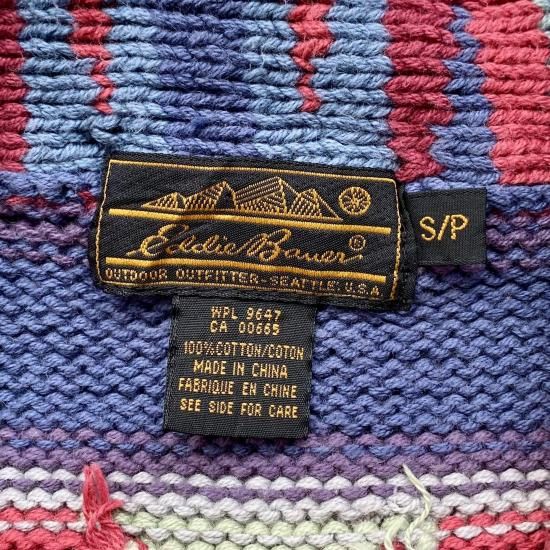 Eddie Bauer®
OUTDOOR OUTFITTER-SEATTLE, U.S.A.
S/P
WPL 9647
CA 00665
100% COTTON/COTON
MADE IN CHINA
FABRIQUE EN CHINE
SEE SIDE FOR CARE